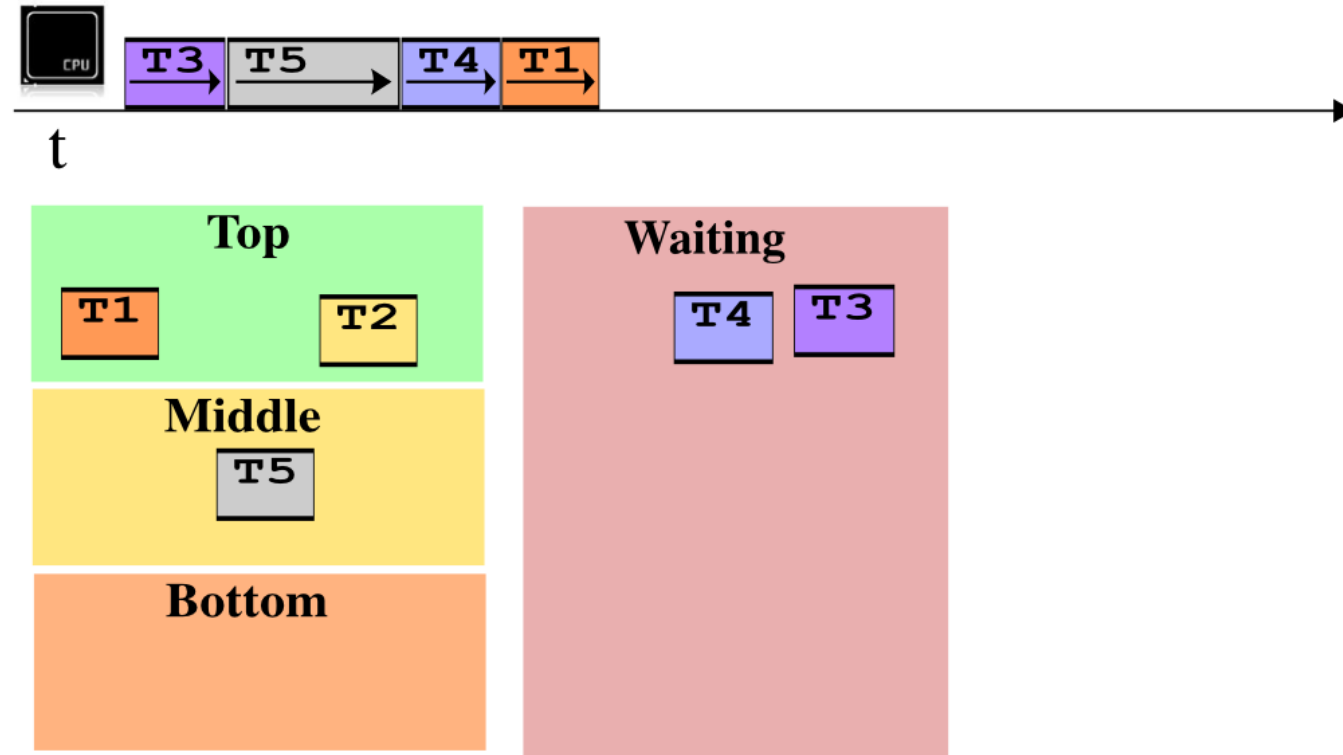 CPU
T3 T5 T4 T1
t
Top
T1 T2
Middle
T5
Bottom
Waiting
T4 T3